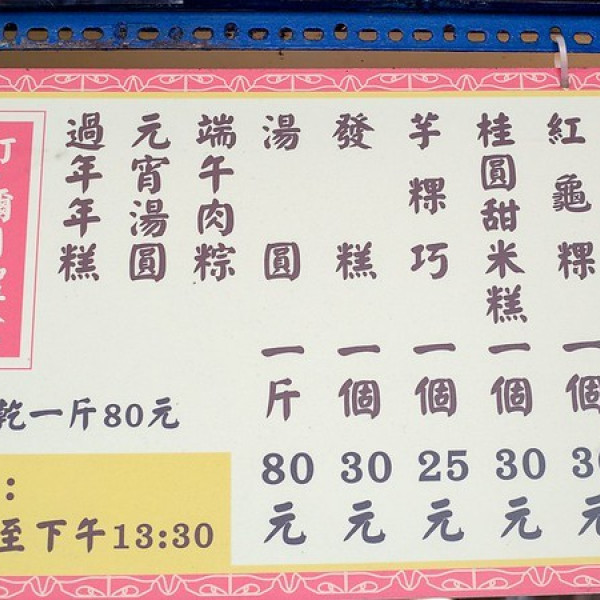 紅龜粿一個30元
桂圓甜米糕一個30元
芋粿巧一個25元
發糕一個30元
湯圓一斤80元
端午肉粽
元宵湯圓
過年年糕
乾一斤80元
:
至下午13:30